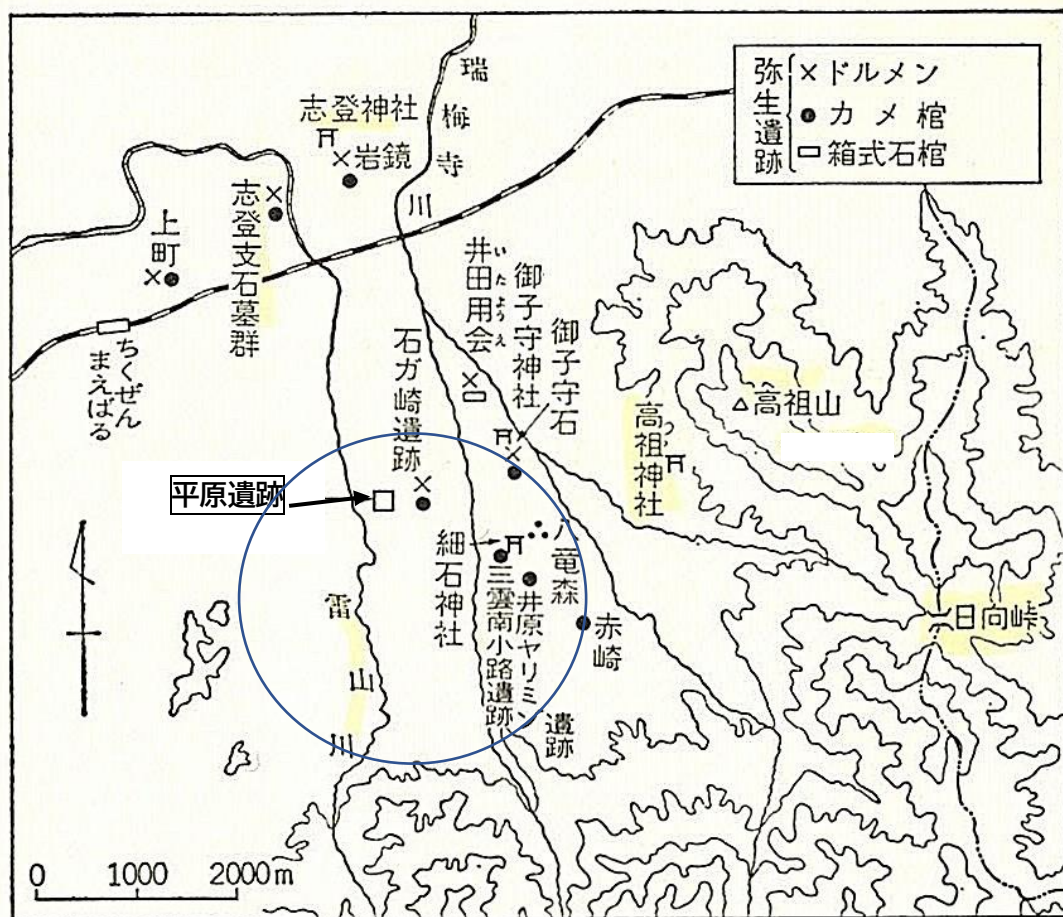 弥生遺跡
×ドルメン
●カメ棺
箱式石棺
瑞梅寺川
志登神社
岩鏡
志登支石墓群
上町
ちくぜん
まえばる
井田用会
いたようえ
御子守神社
御子守石
石ガ崎遺跡
高祖山
高祖神社
平原遺跡
細石神社
三雲南小路遺跡
井原ヤリミゾ遺跡
八竜森
赤崎
日向峠
雷山川
0 1000 2000m